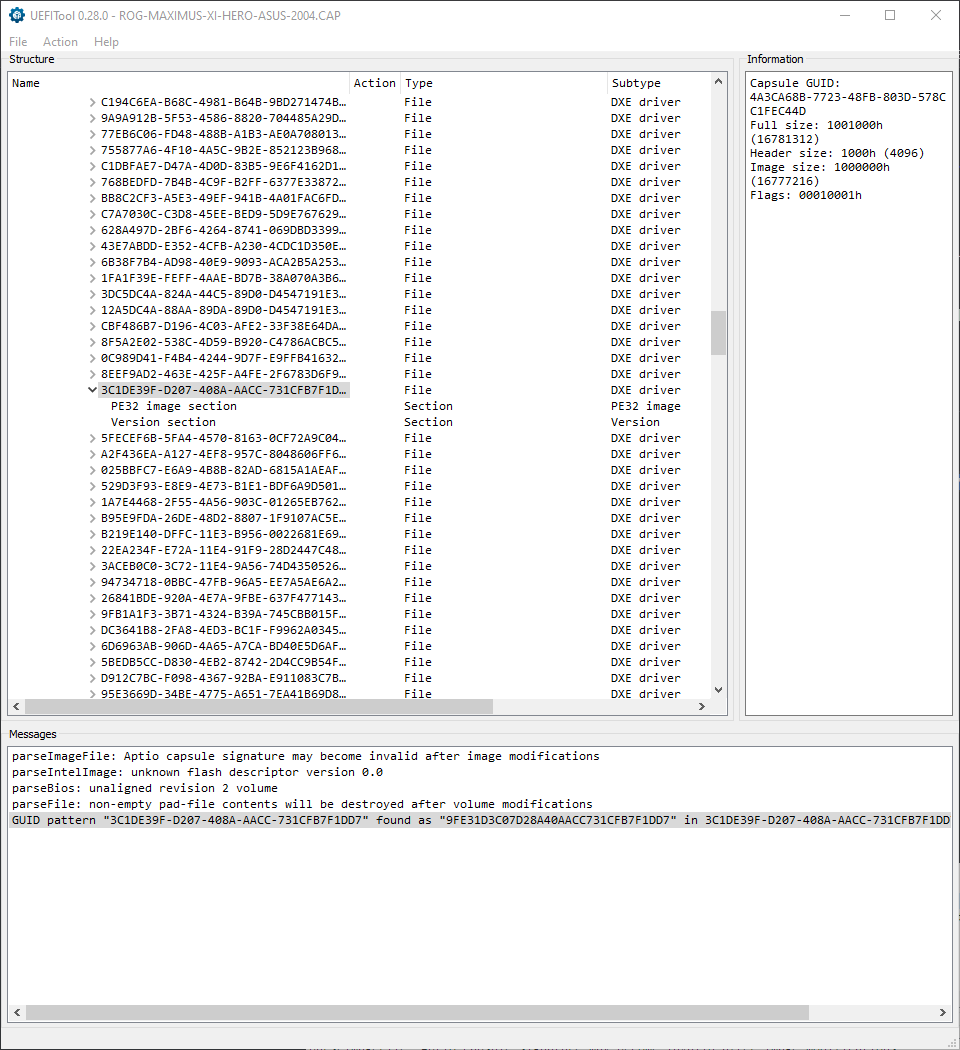 UEFITool 0.28.0 - ROG-MAXIMUS-XI-HERO-ASUS-2004.CAP
File Action Help
Structure
Name Action Type Subtype
C194C6EA-B68C-4981-B64B-9BD271474B… File DXE driver
9A9A912B-5F53-4586-8820-704485A29D… File DXE driver
77EB6C06-FD48-488B-A1B3-AE0A708013… File DXE driver
755877A6-4F10-4A5C-9B2E-852123B968… File DXE driver
C1DBFAE7-D47A-4D0D-83B5-9E6F4162D1… File DXE driver
768BEDFD-7B4B-4C9F-B2FF-6377E33872… File DXE driver
BB8C2CF3-A5E3-49EF-941B-4A01FAC6FD… File DXE driver
C7A7030C-C3D8-45EE-BED9-5D9E767629… File DXE driver
628A497D-2BF6-4264-8741-069DBD3399… File DXE driver
43E7ABDD-E352-4CFB-A230-4CDC1D350E… File DXE driver
6B38F7B4-AD98-40E9-9093-ACA2B5A253… File DXE driver
1FA1F39E-FEFF-4AAE-BD7B-38A070A3B6… File DXE driver
3DC5DC4A-824A-44C5-89D0-D4547191E3… File DXE driver
12A5DC4A-88AA-89DA-89D0-D4547191E3… File DXE driver
CBF486B7-D196-4C03-AFE2-33F38E64DA… File DXE driver
8F5A2E02-538C-4D59-B920-C4786ACBC5… File DXE driver
0C989D41-F4B4-4244-9D7F-E9FFB41632… File DXE driver
8EEF9AD2-463E-425F-A4FE-2F6783D6F9… File DXE driver
3C1DE39F-D207-408A-AACC-731CFB7F1D… File DXE driver
PE32 image section Section PE32 image
Version section Section Version
5FECEF6B-5FA4-4570-8163-0CF72A9C04… File DXE driver
A2F436EA-A127-4EF8-957C-8048606FF6… File DXE driver
025BBFC7-E6A9-4B8B-82AD-6815A1AEAF… File DXE driver
529D3F93-E8E9-4E73-B1E1-BDF6A9D501… File DXE driver
1A7E4468-2F55-4A56-903C-01265EB762… File DXE driver
B95E9FDA-26DE-48D2-8807-1F9107AC5E… File DXE driver
B219E140-DFFC-11E3-B956-0022681E69… File DXE driver
22EA234F-E72A-11E4-91F9-28D2447C48… File DXE driver
3ACEB0C0-3C72-11E4-9A56-74D4350526… File DXE driver
94734718-0BBC-47FB-96A5-EE7A5AE6A2… File DXE driver
26841BDE-920A-4E7A-9FBE-637F477143… File DXE driver
9FB1A1F3-3B71-4324-B39A-745CBB015F… File DXE driver
DC3641B8-2FA8-4ED3-BC1F-F9962A0345… File DXE driver
6D6963AB-906D-4A65-A7CA-BD40E5D6AF… File DXE driver
5BEDB5CC-D830-4EB2-8742-2D4CC9B54F… File DXE driver
D912C7BC-F098-4367-92BA-E911083C7B… File DXE driver
95E3669D-34BE-4775-A651-7EA41B69D8… File DXE driver
Information
Capsule GUID:
4A3CA68B-7723-48FB-803D-578C
C1FEC44D
Full size: 1001000h
(16781312)
Header size: 1000h (4096)
Image size: 1000000h
(16777216)
Flags: 00010001h
Messages
parseImageFile: Aptio capsule signature may become invalid after image modifications
parseIntelImage: unknown flash descriptor version 0.0
parseBios: unaligned revision 2 volume
parseFile: non-empty pad-file contents will be destroyed after volume modifications
GUID pattern "3C1DE39F-D207-408A-AACC-731CFB7F1DD7" found as "9FE31D3C07D28A40AACC731CFB7F1DD7" in 3C1DE39F-D207-408A-AACC-731CFB7F1DD